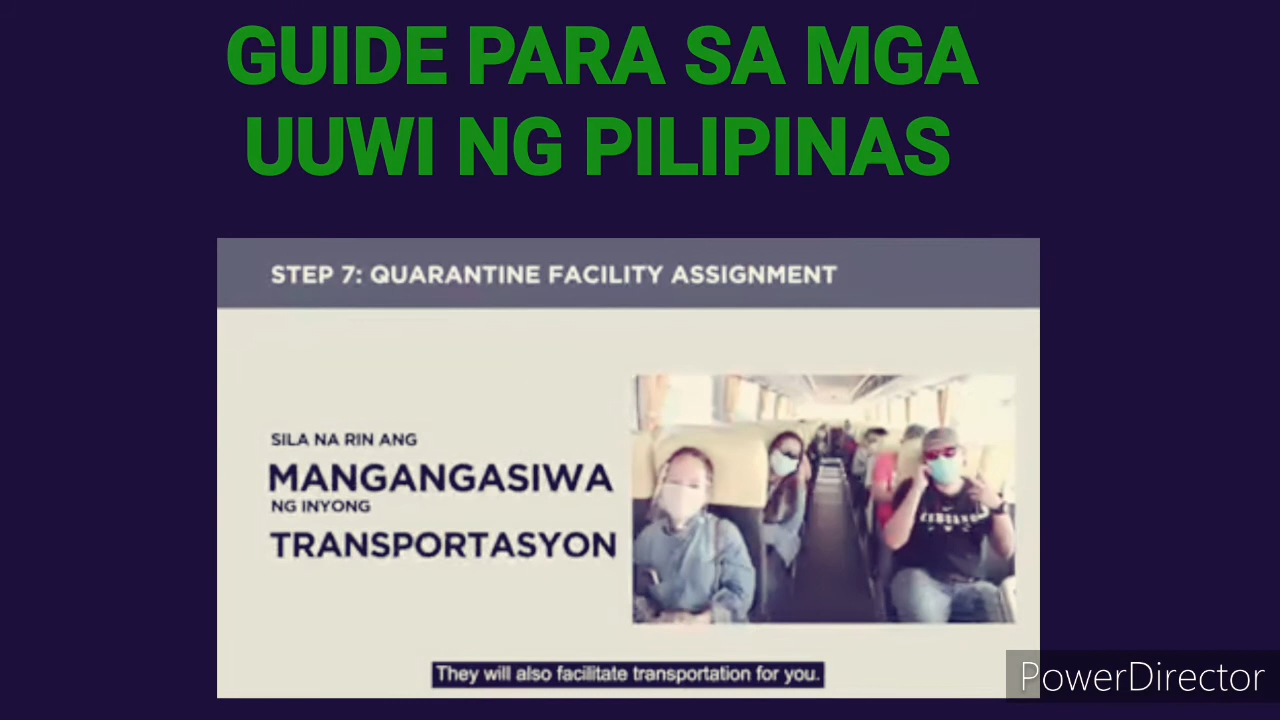 GUIDE PARA SA MGA
UUWI NG PILIPINAS
STEP 7: QUARANTINE FACILITY ASSIGNMENT
SILA NA RIN ANG
MANGANGASIWA
NG INYONG
TRANSPORTASYON
They will also facilitate transportation for you.
PowerDirector